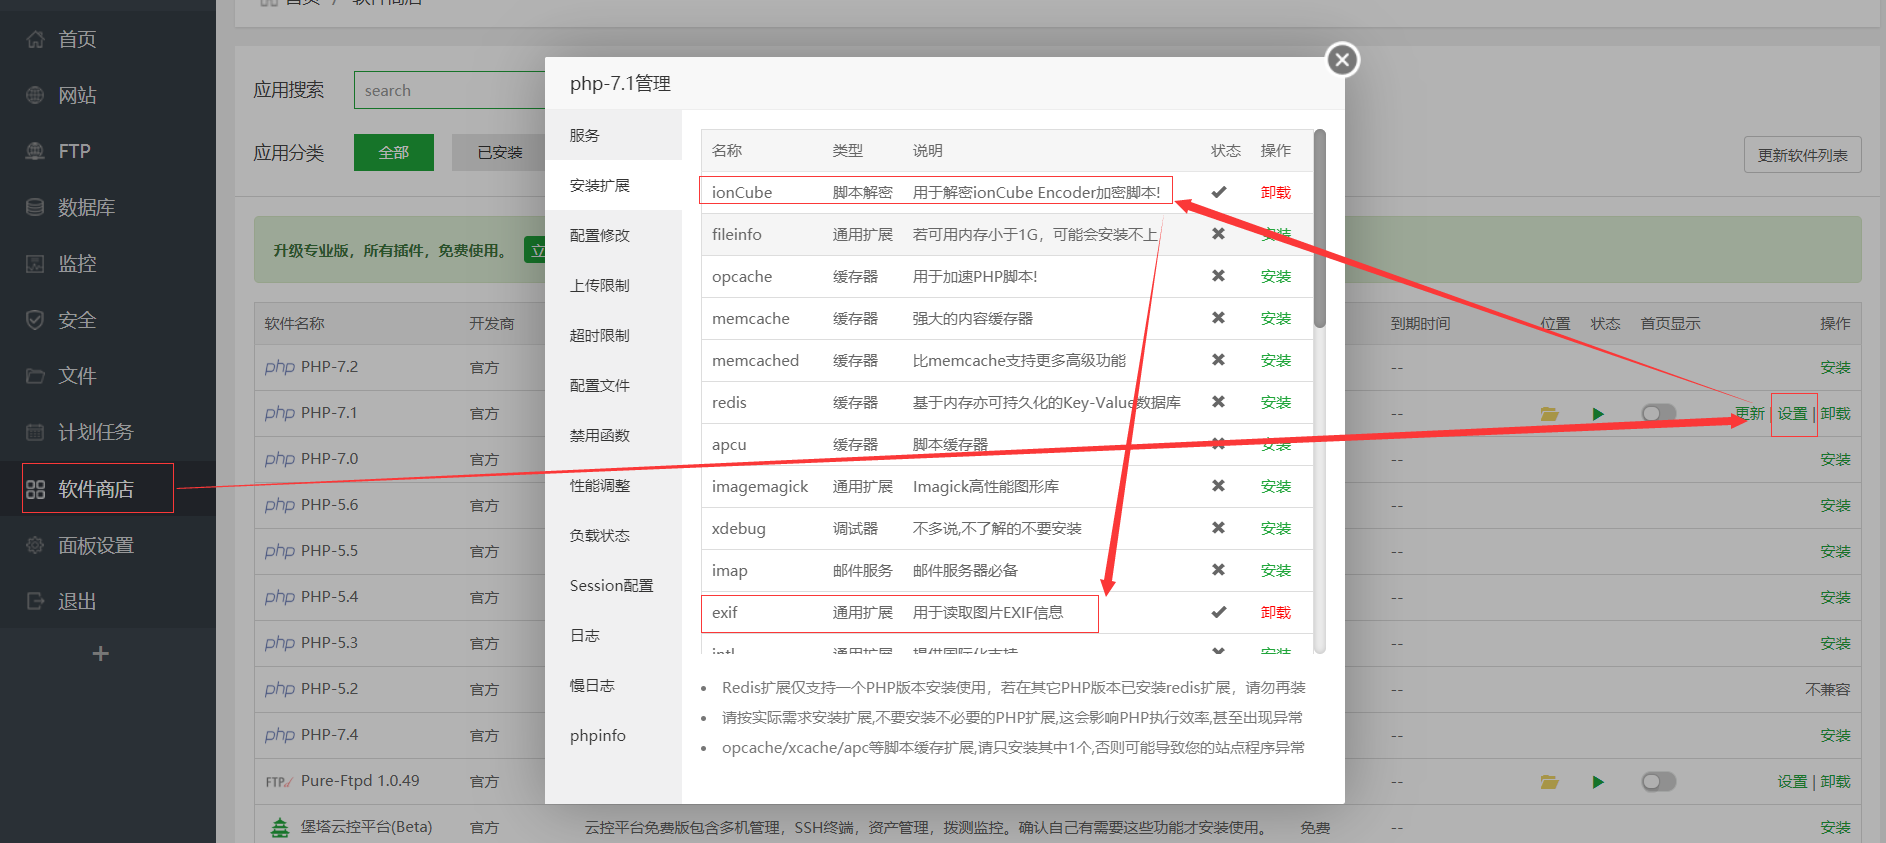 首页 / 软件商店
首页
网站
FTP
数据库
监控
安全
文件
计划任务
软件商店
面板设置
退出
+
应用搜索 search
应用分类 全部 已安装
更新软件列表
升级专业版，所有插件，免费使用。 立
软件名称 开发商 到期时间 位置 状态 首页显示 操作
php PHP-7.2 官方 -- 安装
php PHP-7.1 官方 -- 更新 | 设置 | 卸载
php PHP-7.0 官方 -- 安装
php PHP-5.6 官方 -- 安装
php PHP-5.5 官方 -- 安装
php PHP-5.4 官方 -- 安装
php PHP-5.3 官方 -- 安装
php PHP-5.2 官方 -- 不兼容
php PHP-7.4 官方 -- 安装
FTP Pure-Ftpd 1.0.49 官方 -- 设置 | 卸载
堡塔云控平台(Beta) 官方 云控平台免费版包含多机管理，SSH终端，资产管理，拨测监控。确认自己有需要这些功能才安装使用。 免费 -- 安装
php-7.1管理
服务
安装扩展
配置修改
上传限制
超时限制
配置文件
禁用函数
性能调整
负载状态
Session配置
日志
慢日志
phpinfo
名称 类型 说明 状态 操作
ionCube 脚本解密 用于解密ionCube Encoder加密脚本! 卸载
fileinfo 通用扩展 若可用内存小于1G，可能会安装不上 安装
opcache 缓存器 用于加速PHP脚本! 安装
memcache 缓存器 强大的内容缓存器 安装
memcached 缓存器 比memcache支持更多高级功能 安装
redis 缓存器 基于内存亦可持久化的Key-Value数据库 安装
apcu 缓存器 脚本缓存器 安装
imagemagick 通用扩展 Imagick高性能图形库 安装
xdebug 调试器 不多说,不了解的不要安装 安装
imap 邮件服务 邮件服务器必备 安装
exif 通用扩展 用于读取图片EXIF信息 卸载
intl 通用扩展 提供国际化支持 安装
• Redis扩展仅支持一个PHP版本安装使用，若在其它PHP版本已安装redis扩展，请勿再装
• 请按实际需求安装扩展,不要安装不必要的PHP扩展,这会影响PHP执行效率,甚至出现异常
• opcache/xcache/apc等脚本缓存扩展,请只安装其中1个,否则可能导致您的站点程序异常